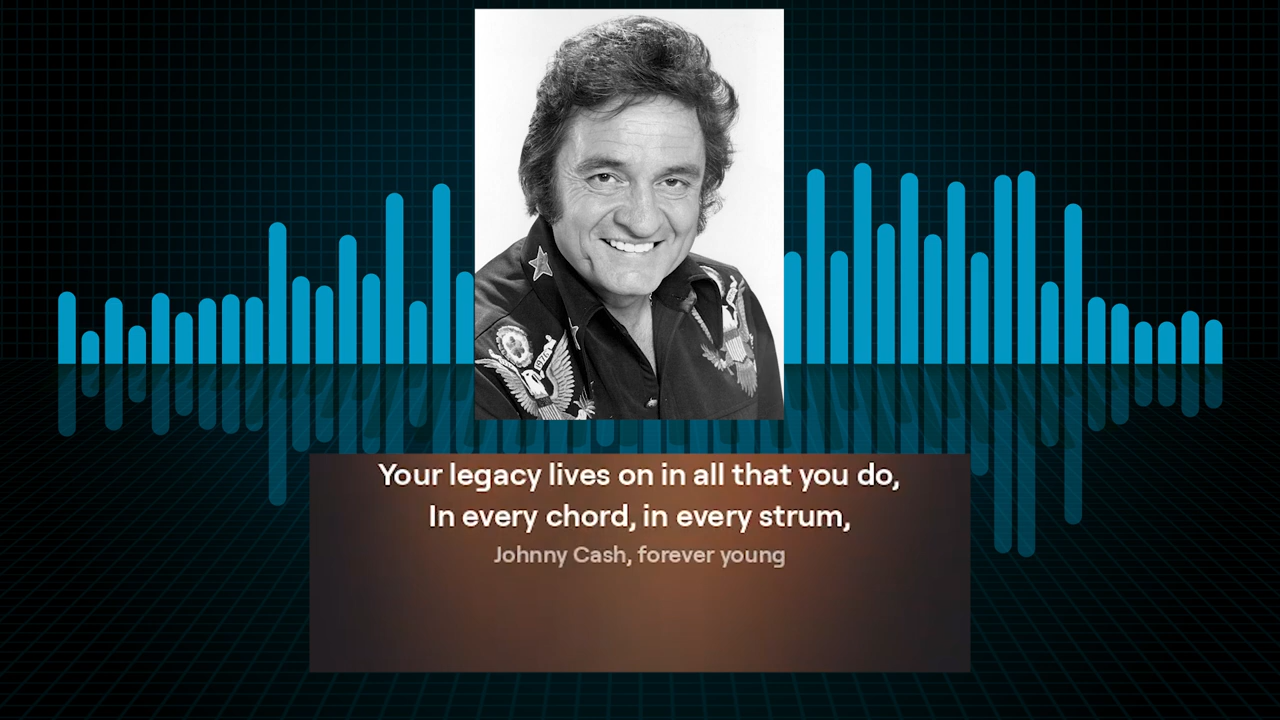 Your legacy lives on in all that you do,
In every chord, in every strum,
Johnny Cash, forever young